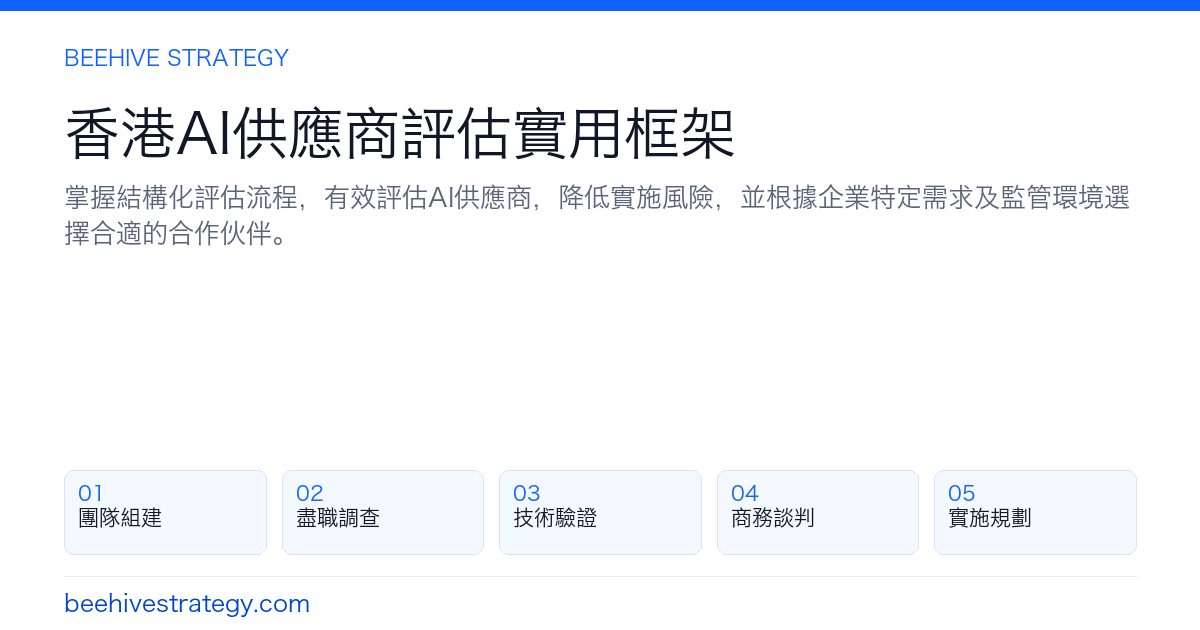 BEEHIVE STRATEGY
香港AI供應商評估實用框架
掌握結構化評估流程，有效評估AI供應商，降低實施風險，並根據企業特定需求及監管環境選
擇合適的合作伙伴。
01
團隊組建
02
盡職調查
03
技術驗證
04
商務談判
05
實施規劃
beehivestrategy.com